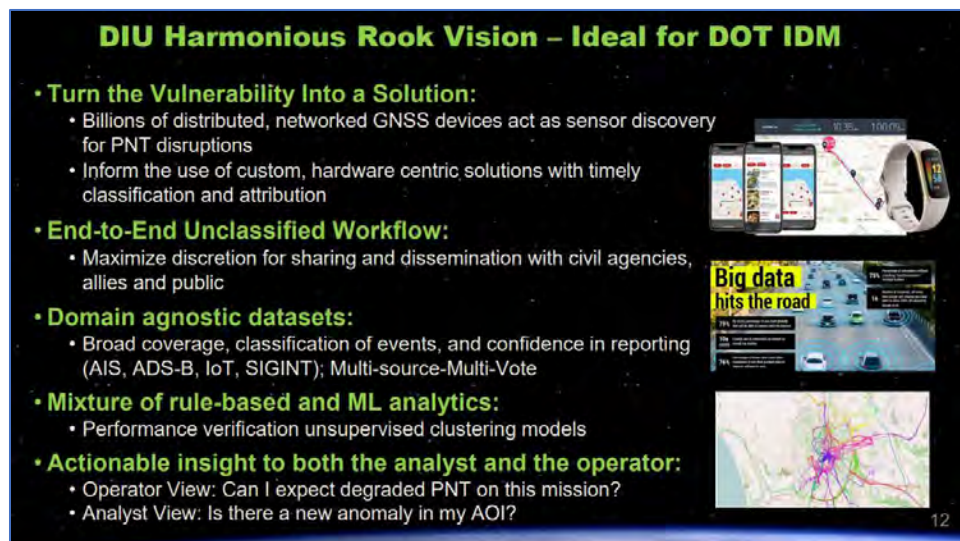 DIU Harmonious Rook Vision – Ideal for DOT IDM
• Turn the Vulnerability Into a Solution:
• Billions of distributed, networked GNSS devices act as sensor discovery
for PNT disruptions
• Inform the use of custom, hardware centric solutions with timely
classification and attribution
• End-to-End Unclassified Workflow:
• Maximize discretion for sharing and dissemination with civil agencies,
allies and public
• Domain agnostic datasets:
• Broad coverage, classification of events, and confidence in reporting
(AIS, ADS-B, IoT, SIGINT); Multi-source-Multi-Vote
• Mixture of rule-based and ML analytics:
• Performance verification unsupervised clustering models
• Actionable insight to both the analyst and the operator:
• Operator View: Can I expect degraded PNT on this mission?
• Analyst View: Is there a new anomaly in my AOI?
Big data
hits the road
12